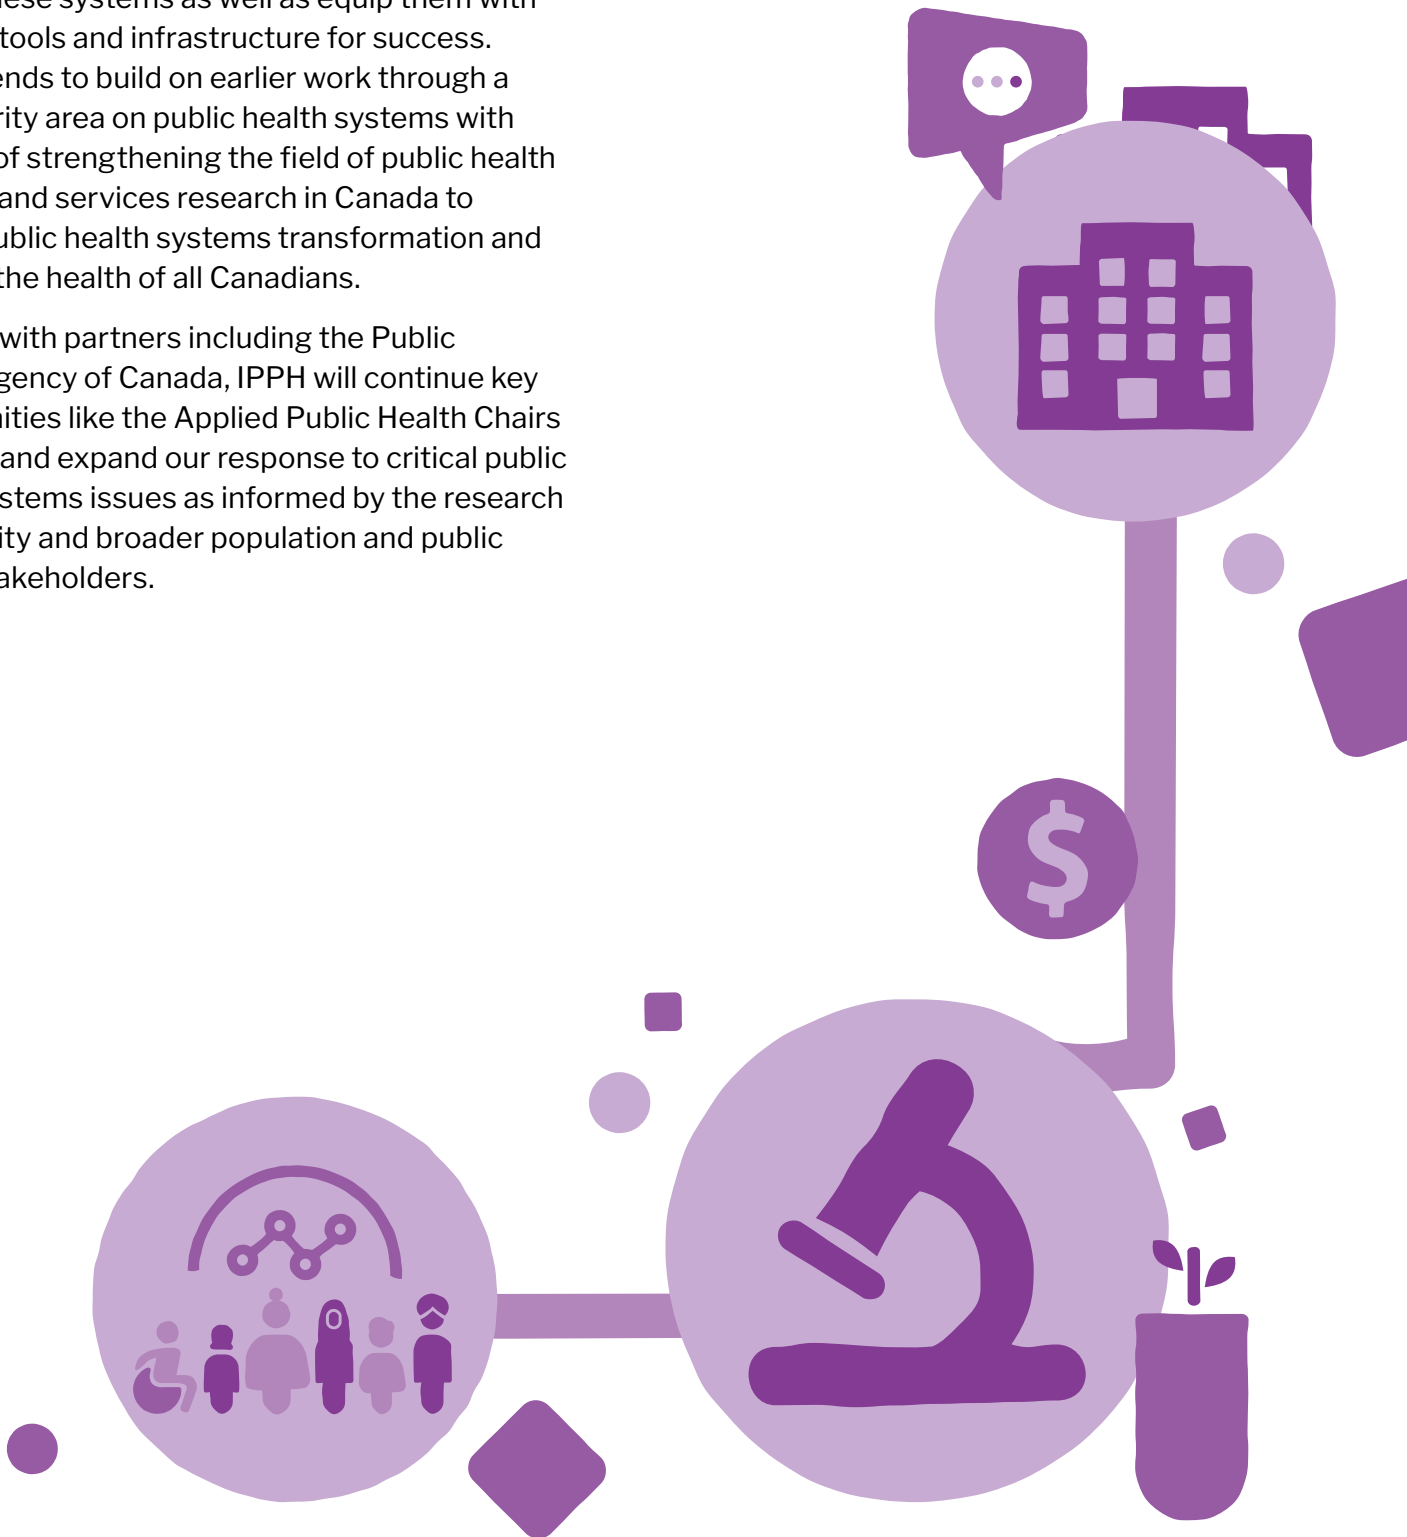 these systems as well as equip them with
tools and infrastructure for success.
ends to build on earlier work through a
rity area on public health systems with
of strengthening the field of public health
and services research in Canada to
ublic health systems transformation and
the health of all Canadians.
with partners including the Public
gency of Canada, IPPH will continue key
nities like the Applied Public Health Chairs
and expand our response to critical public
stems issues as informed by the research
ity and broader population and public
akeholders.
$